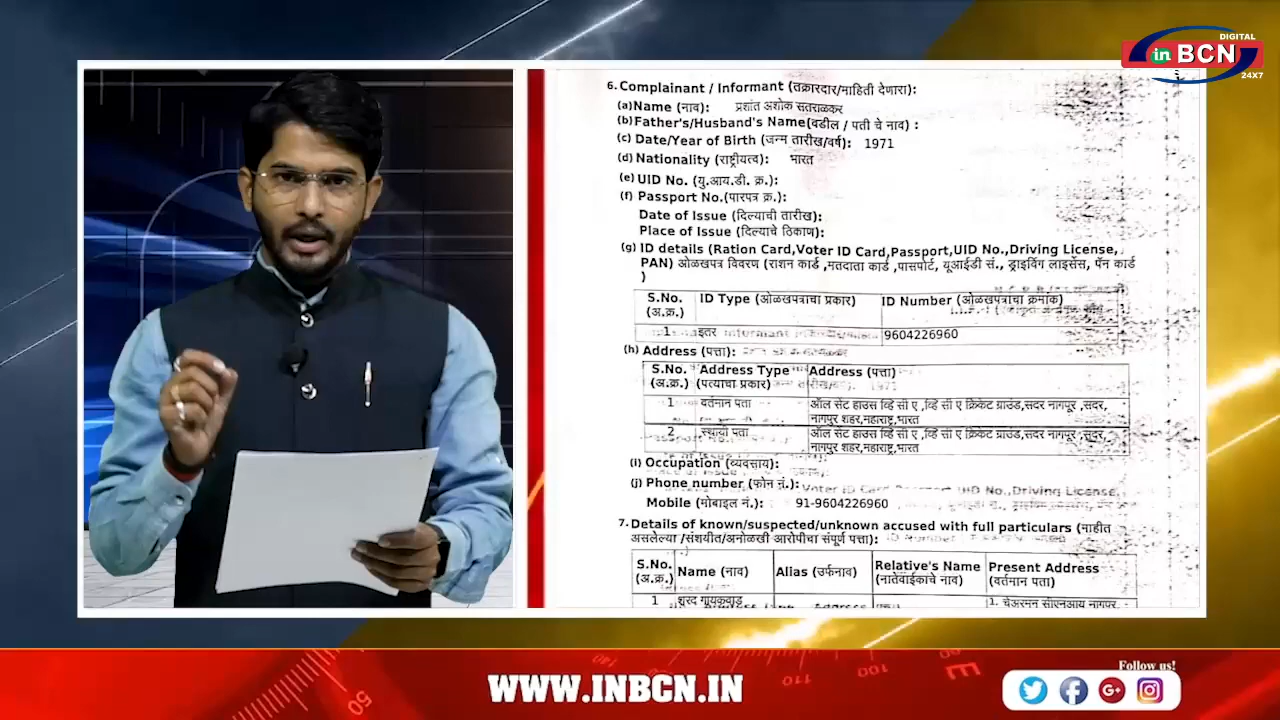 DIGITAL
in BCN
24X7
6. Complainant / Informant (तक्रारदार/माहिती देणारा):
(a) Name (नाव): प्रशांत अशोक सतराळकर
(b) Father's/Husband's Name(वडील / पती चे नाव) :
(c) Date/Year of Birth (जन्म तारीख/वर्ष): 1971
(d) Nationality (राष्ट्रीयत्व): भारत
(e) UID No. (यु.आय.डी. क्र.):
(f) Passport No.(पारपत्र क्र.):
Date of Issue (दिल्याची तारीख):
Place of Issue (दिल्याचे ठिकाण):
(g) ID details (Ration Card,Voter ID Card,Passport,UID No.,Driving License,
PAN) ओळखपत्र विवरण (राशन कार्ड ,मतदाता कार्ड ,पासपोर्ट, यूआईडी सं., ड्राइविंग लाइसेंस, पॅन कार्ड
)
S.No. ID Type (ओळखपत्राचा प्रकार) ID Number (ओळखपत्राचा क्रमांक)
(अ.क्र.)
1 इतर 9604226960
(h) Address (पत्ता):
S.No. Address Type Address (पत्ता)
(अ.क्र.) (पत्याचा प्रकार)
1 वर्तमान पता ऑल सेंट हाउस व्हि सी ए ,व्हि सी ए क्रिकेट ग्राउंड,सदर नागपूर ,सदर,
नागपुर शहर,महाराष्ट्र,भारत
2 स्थायी पता ऑल सेंट हाउस व्हि सी ए ,व्हि सी ए क्रिकेट ग्राउंड,सदर नागपूर ,सदर,
नागपुर शहर,महाराष्ट्र,भारत
(i) Occupation (व्यवसाय):
(j) Phone number (फोन नं.):
Mobile (मोबाइल नं.): 91-9604226960
7. Details of known/suspected/unknown accused with full particulars (माहीत
असलेल्या /संशयीत/अनोळखी आरोपीचा संपूर्ण पत्ता):
S.No. Name (नाव) Alias (उर्फनाव) Relative's Name Present Address
(अ.क्र.) (नातेवाईकाचे नाव) (वर्तमान पता)
1 शरद गायकवाड 1. चेअरमन सीएनआय नागपूर,
WWW.INBCN.IN
Follow us!